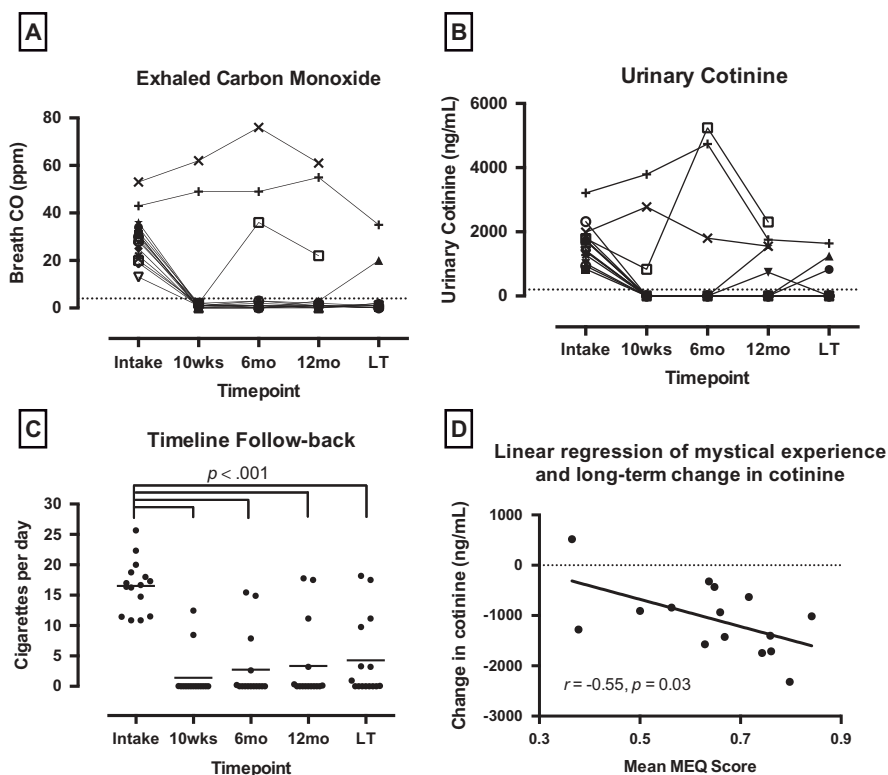 A
Exhaled Carbon Monoxide
Breath CO (ppm)
80
60
40
20
0
Intake 10wks 6mo 12mo LT
Timepoint
B
Urinary Cotinine
Urinary Cotinine (ng/mL)
6000
4000
2000
0
Intake 10wks 6mo 12mo LT
Timepoint
C
Timeline Follow-back
p < .001
Cigarettes per day
30
25
20
15
10
5
0
Intake 10wks 6mo 12mo LT
Timepoint
D
Linear regression of mystical experience
and long-term change in cotinine
Change in cotinine (ng/mL)
1000
0
-1000
-2000
-3000
r = -0.55, p = 0.03
0.3 0.5 0.7 0.9
Mean MEQ Score